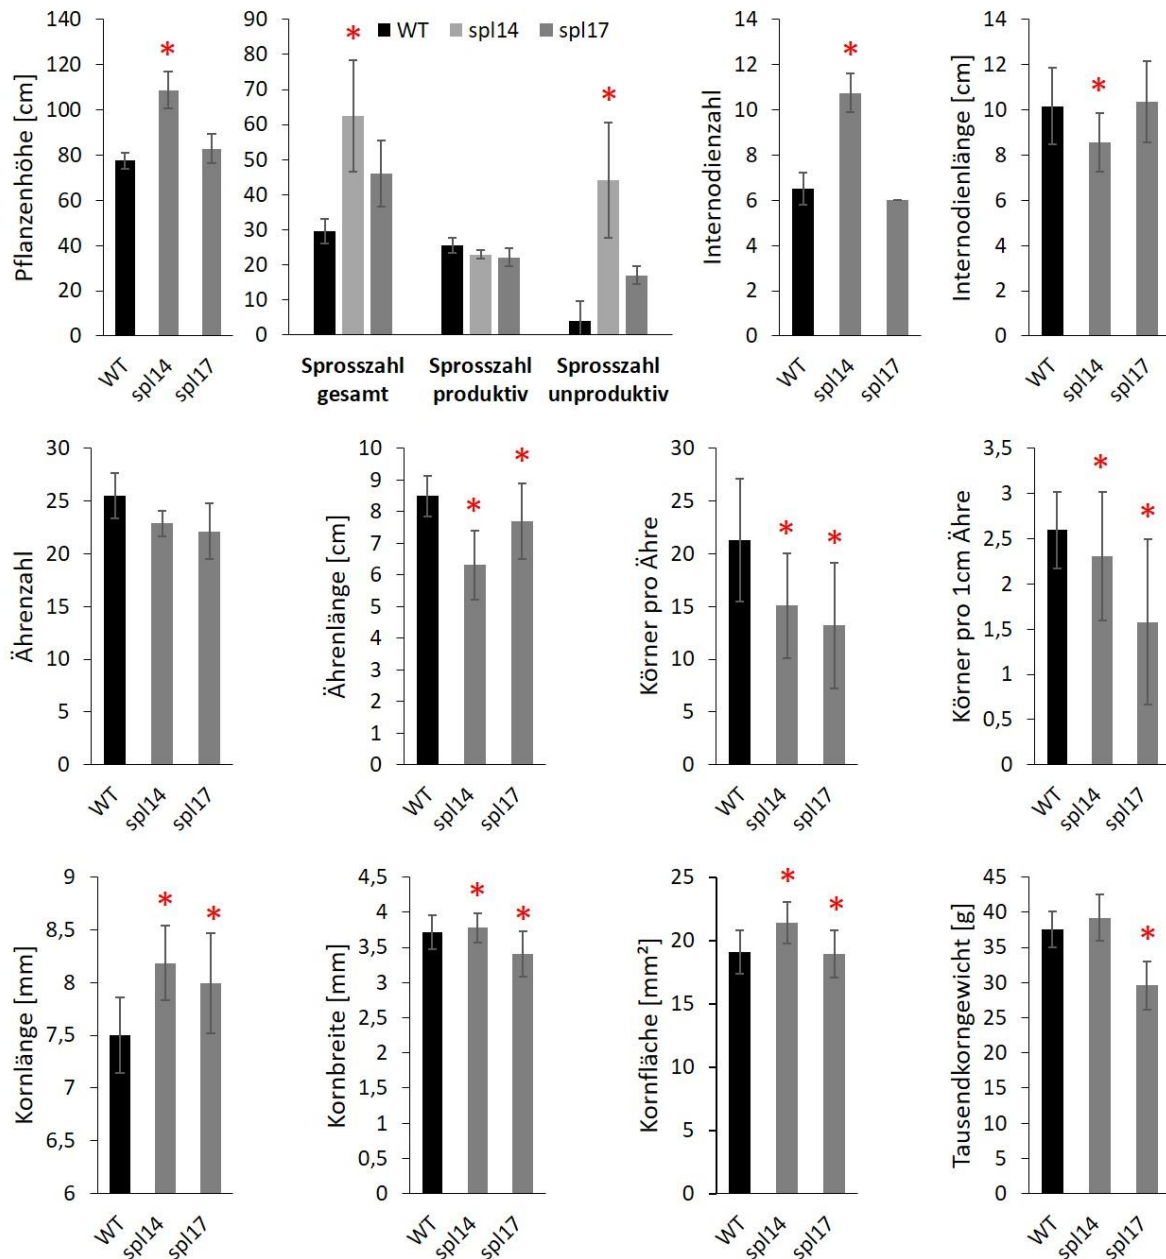 Pflanzenhöhe [cm]
140
120
100
80
60
40
20
0
*
WT
spl14
spl17
90
80
70
60
50
40
30
20
10
0
WT spl14 spl17
*
*
Sprosszahl gesamt
Sprosszahl produktiv
Sprosszahl unproduktiv
Internodienzahl
14
12
10
8
6
4
2
0
*
WT
spl14
spl17
Internodienlänge [cm]
14
12
10
8
6
4
2
0
*
WT
spl14
spl17
Ährenzahl
30
25
20
15
10
5
0
WT
spl14
spl17
Ährenlänge [cm]
10
9
8
7
6
5
4
3
2
1
0
*
*
WT
spl14
spl17
Körner pro Ähre
30
25
20
15
10
5
0
*
*
WT
spl14
spl17
Körner pro 1cm Ähre
3,5
3
2,5
2
1,5
1
0,5
0
*
*
WT
spl14
spl17
Kornlänge [mm]
9
8,5
8
7,5
7
6,5
6
*
*
WT
spl14
spl17
Kornbreite [mm]
4,5
4
3,5
3
2,5
2
1,5
1
0,5
0
*
*
WT
spl14
spl17
Kornfläche [mm²]
25
20
15
10
5
0
*
*
WT
spl14
spl17
Tausendkorngewicht [g]
45
40
35
30
25
20
15
10
5
0
*
WT
spl14
spl17